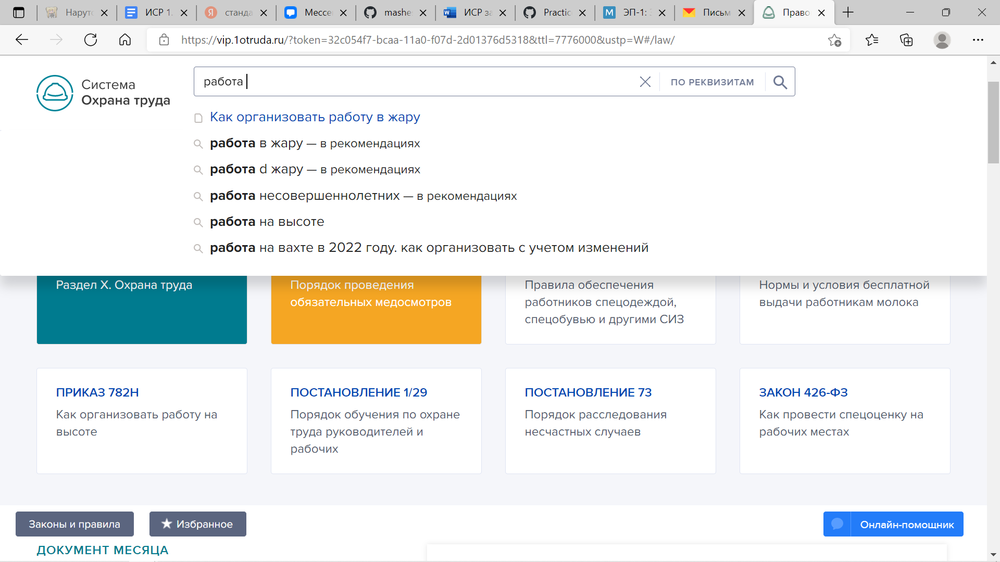 Наруто
ИСР 1.
станда
Мессе
mashe
ИСР за
Practic
ЭП-1:
Письм
Право
https://vip.1otruda.ru/?token=32c054f7-bcaa-11a0-f07d-2d01376d5318&ttl=7776000&ustp=W#/law/
Система
Охрана труда
работа
ПО РЕКВИЗИТАМ
Как организовать работу в жару
работа в жару — в рекомендациях
работа d жару — в рекомендациях
работа несовершеннолетних — в рекомендациях
работа на высоте
работа на вахте в 2022 году. как организовать с учетом изменений
Раздел X. Охрана труда
Порядок проведения
обязательных медосмотров
Правила обеспечения
работников спецодеждой,
спецобувью и другими СИЗ
Нормы и условия бесплатной
выдачи работникам молока
ПРИКАЗ 782Н
Как организовать работу на
высоте
ПОСТАНОВЛЕНИЕ 1/29
Порядок обучения по охране
труда руководителей и
рабочих
ПОСТАНОВЛЕНИЕ 73
Порядок расследования
несчастных случаев
ЗАКОН 426-ФЗ
Как провести спецоценку на
рабочих местах
Законы и правила
Избранное
Онлайн-помощник
ДОКУМЕНТ МЕСЯЦА